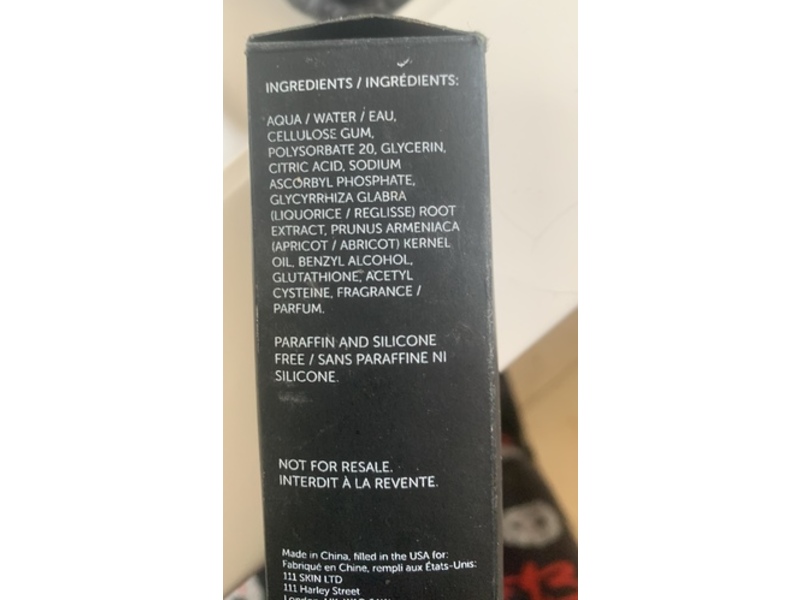 INGREDIENTS / INGRÉDIENTS:
AQUA / WATER / EAU,
CELLULOSE GUM,
POLYSORBATE 20, GLYCERIN,
CITRIC ACID, SODIUM
ASCORBYL PHOSPHATE,
GLYCYRRHIZA GLABRA
(LIQUORICE / REGLISSE) ROOT
EXTRACT, PRUNUS ARMENIACA
(APRICOT / ABRICOT) KERNEL
OIL, BENZYL ALCOHOL,
GLUTATHIONE, ACETYL
CYSTEINE, FRAGRANCE /
PARFUM.
PARAFFIN AND SILICONE
FREE / SANS PARAFFINE NI
SILICONE.
NOT FOR RESALE.
INTERDIT À LA REVENTE.
Made in China, filled in the USA for:
Fabriqué en Chine, rempli aux États-Unis:
111 SKIN LTD
111 Harley Street
London,